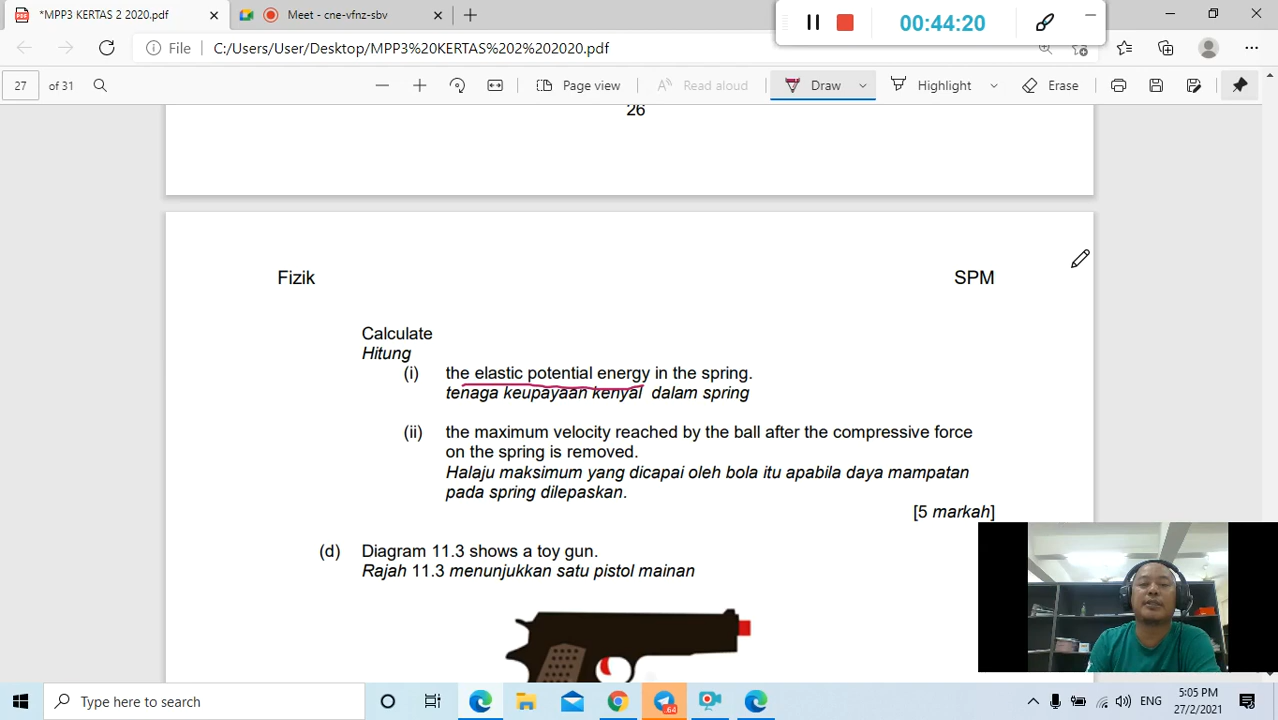 *MPP3 KERTAS 2 2020.pdf
Meet - cne-vfnz-sbv
00:44:20
File
C:/Users/User/Desktop/MPP3%20KERTAS%202%202020.pdf
27 of 31
Page view
Read aloud
Draw
Highlight
Erase
26
Fizik
SPM
Calculate
Hitung
(i) the elastic potential energy in the spring.
tenaga keupayaan kenyal dalam spring
(ii) the maximum velocity reached by the ball after the compressive force
on the spring is removed.
Halaju maksimum yang dicapai oleh bola itu apabila daya mampatan
pada spring dilepaskan.
[5 markah]
(d) Diagram 11.3 shows a toy gun.
Rajah 11.3 menunjukkan satu pistol mainan
Type here to search
64
ENG
5:05 PM
27/2/2021